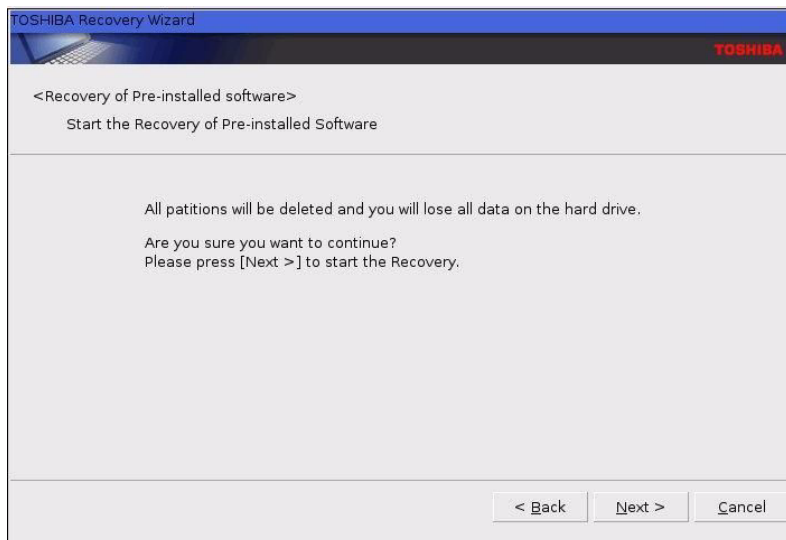 TOSHIBA Recovery Wizard
TOSHIBA
<Recovery of Pre-installed software>
Start the Recovery of Pre-installed Software
All patitions will be deleted and you will lose all data on the hard drive.
Are you sure you want to continue?
Please press [Next >] to start the Recovery.
< Back Next > Cancel